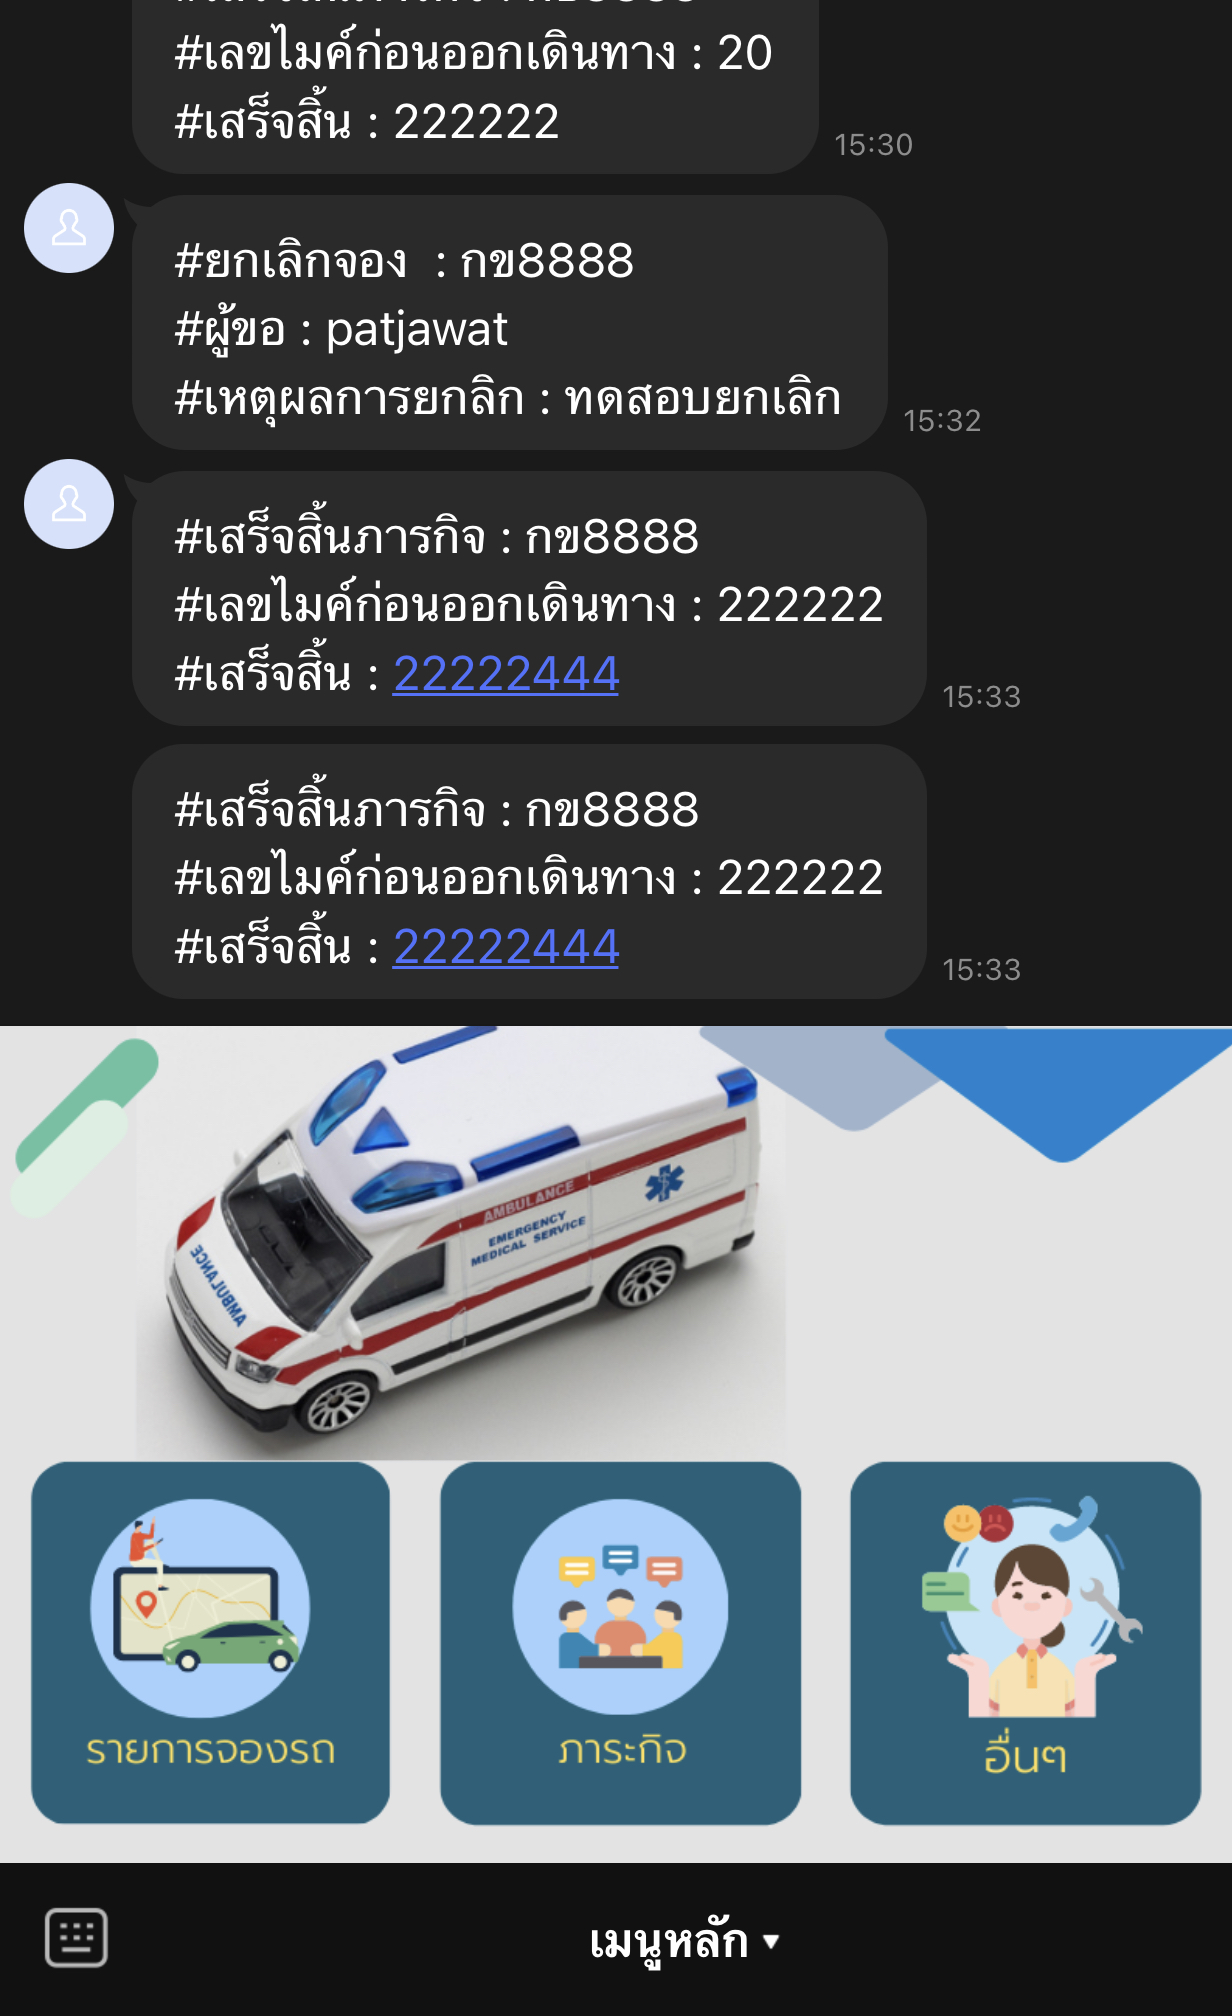 #เลขไมค์ก่อนออกเดินทาง : 20
#เสร็จสิ้น : 222222
15:30
#ยกเลิกจอง : กข8888
#ผู้ขอ : patjawat
#เหตุผลการยกลิก : ทดสอบยกเลิก
15:32
#เสร็จสิ้นภารกิจ : กข8888
#เลขไมค์ก่อนออกเดินทาง : 222222
#เสร็จสิ้น : 22222444
15:33
#เสร็จสิ้นภารกิจ : กข8888
#เลขไมค์ก่อนออกเดินทาง : 222222
#เสร็จสิ้น : 22222444
15:33
AMBULANCE
EMERGENCY
MEDICAL SERVICE
AMBULANCE
รายการจองรถ
ภาระกิจ
อื่นๆ
เมนูหลัก